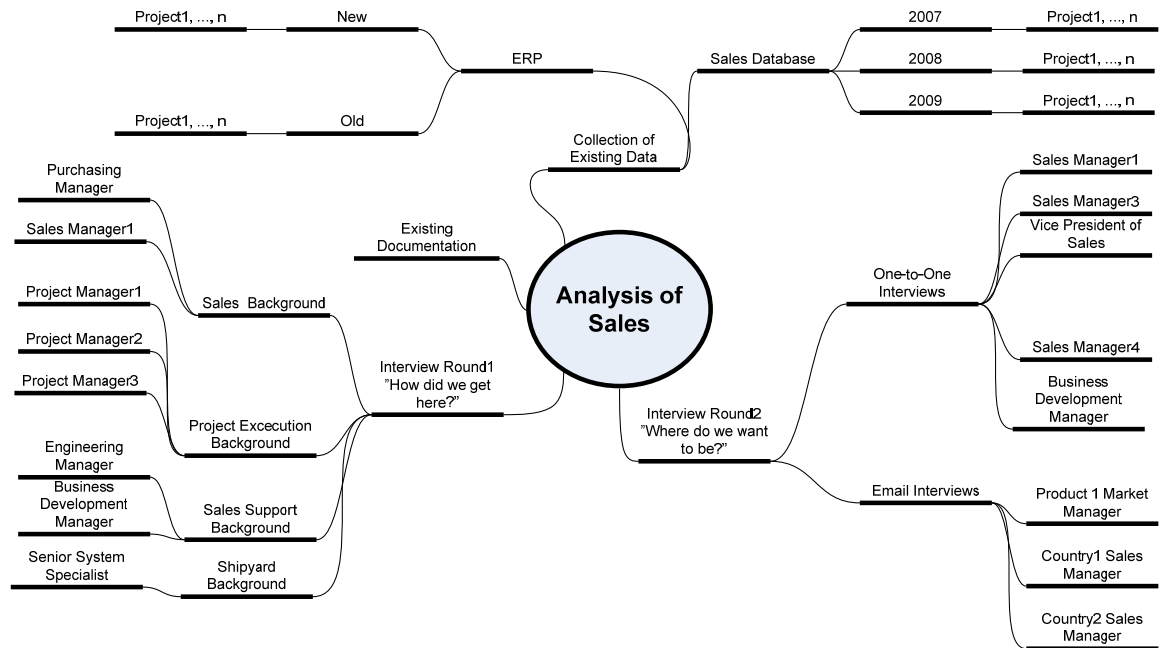 Project1, ..., n
New
ERP
Project1, ..., n
Old
Sales Database
2007
Project1, ..., n
2008
Project1, ..., n
2009
Project1, ..., n
Collection of
Existing Data
Existing
Documentation
Analysis of
Sales
Purchasing
Manager
Sales Manager1
Sales Background
Project Manager1
Project Manager2
Project Manager3
Project Excecution
Background
Interview Round1
"How did we get
here?"
Engineering
Manager
Business
Development
Manager
Sales Support
Background
Senior System
Specialist
Shipyard
Background
Interview Round2
"Where do we want
to be?"
One-to-One
Interviews
Sales Manager1
Sales Manager3
Vice President of
Sales
Sales Manager4
Business
Development
Manager
Email Interviews
Product 1 Market
Manager
Country1 Sales
Manager
Country2 Sales
Manager